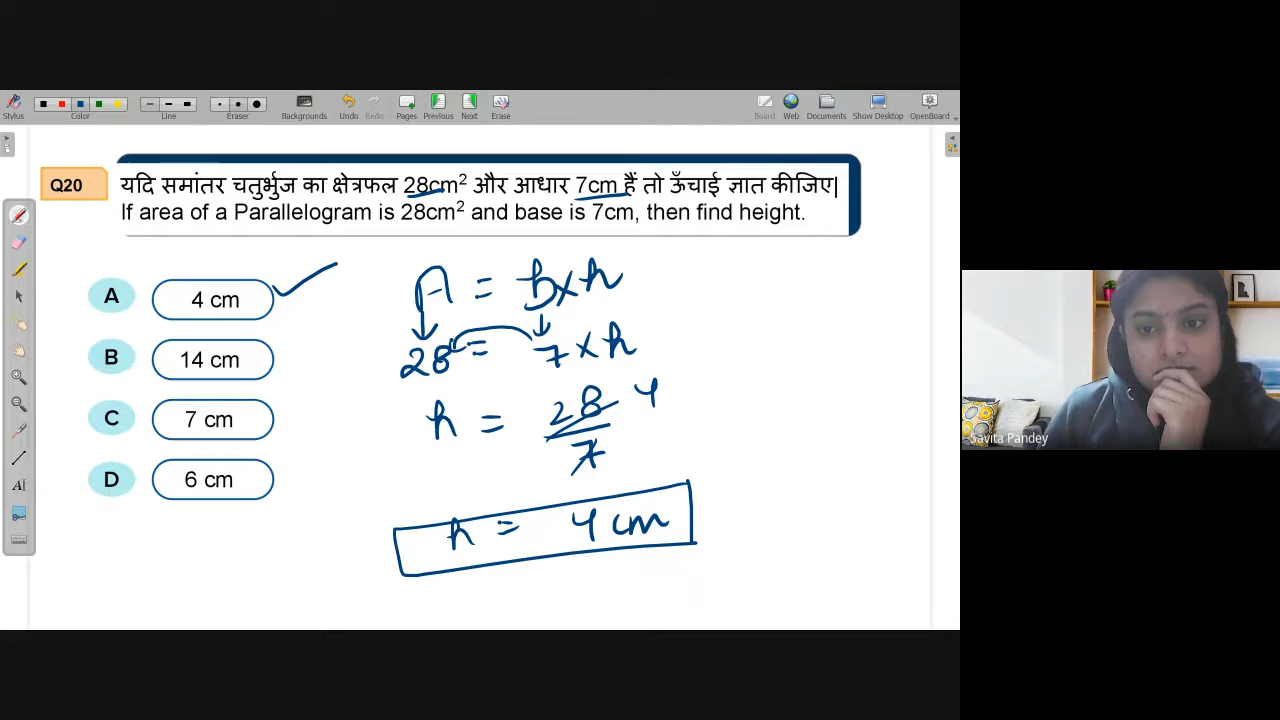 Stylus
Color
Line
Eraser
Backgrounds
Undo
Redo
Pages
Previous
Next
Erase
Board
Web
Documents
Show Desktop
OpenBoard
Q20
यदि समांतर चतुर्भुज का क्षेत्रफल 28cm² और आधार 7cm हैं तो ऊँचाई ज्ञात कीजिए|
If area of a Parallelogram is 28cm² and base is 7cm, then find height.
A 4 cm
B 14 cm
C 7 cm
D 6 cm
A = b × h
28 = 7 × h
h = 28/7 4
h = 4 cm
Savita Pandey